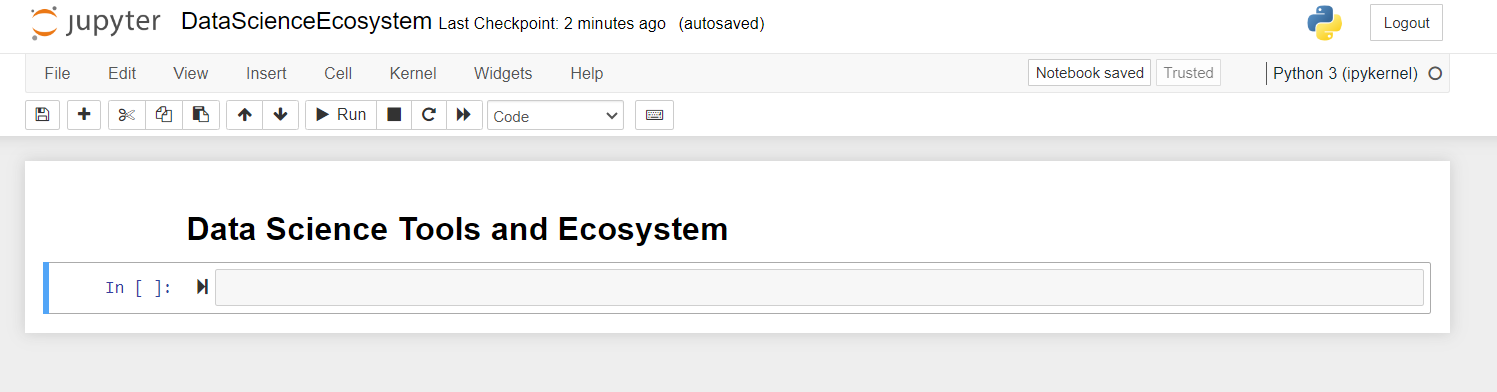 jupyter DataScienceEcosystem Last Checkpoint: 2 minutes ago (autosaved) Logout
File Edit View Insert Cell Kernel Widgets Help Notebook saved Trusted Python 3 (ipykernel)
Run Code
Data Science Tools and Ecosystem
In [ ]: